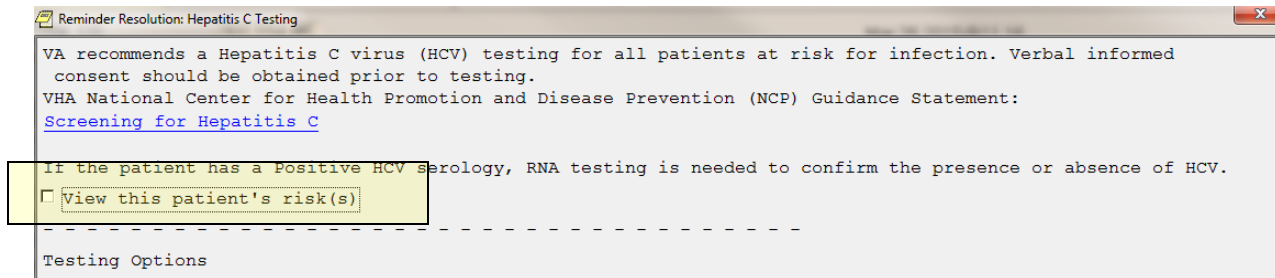 Reminder Resolution: Hepatitis C Testing
VA recommends a Hepatitis C virus (HCV) testing for all patients at risk for infection. Verbal informed
consent should be obtained prior to testing.
VHA National Center for Health Promotion and Disease Prevention (NCP) Guidance Statement:
Screening for Hepatitis C
If the patient has a Positive HCV serology, RNA testing is needed to confirm the presence or absence of HCV.
View this patient's risk(s)
- - - - - - - - - - - - - - - - - - - - - - - - - - - - - - - - - - -
Testing Options